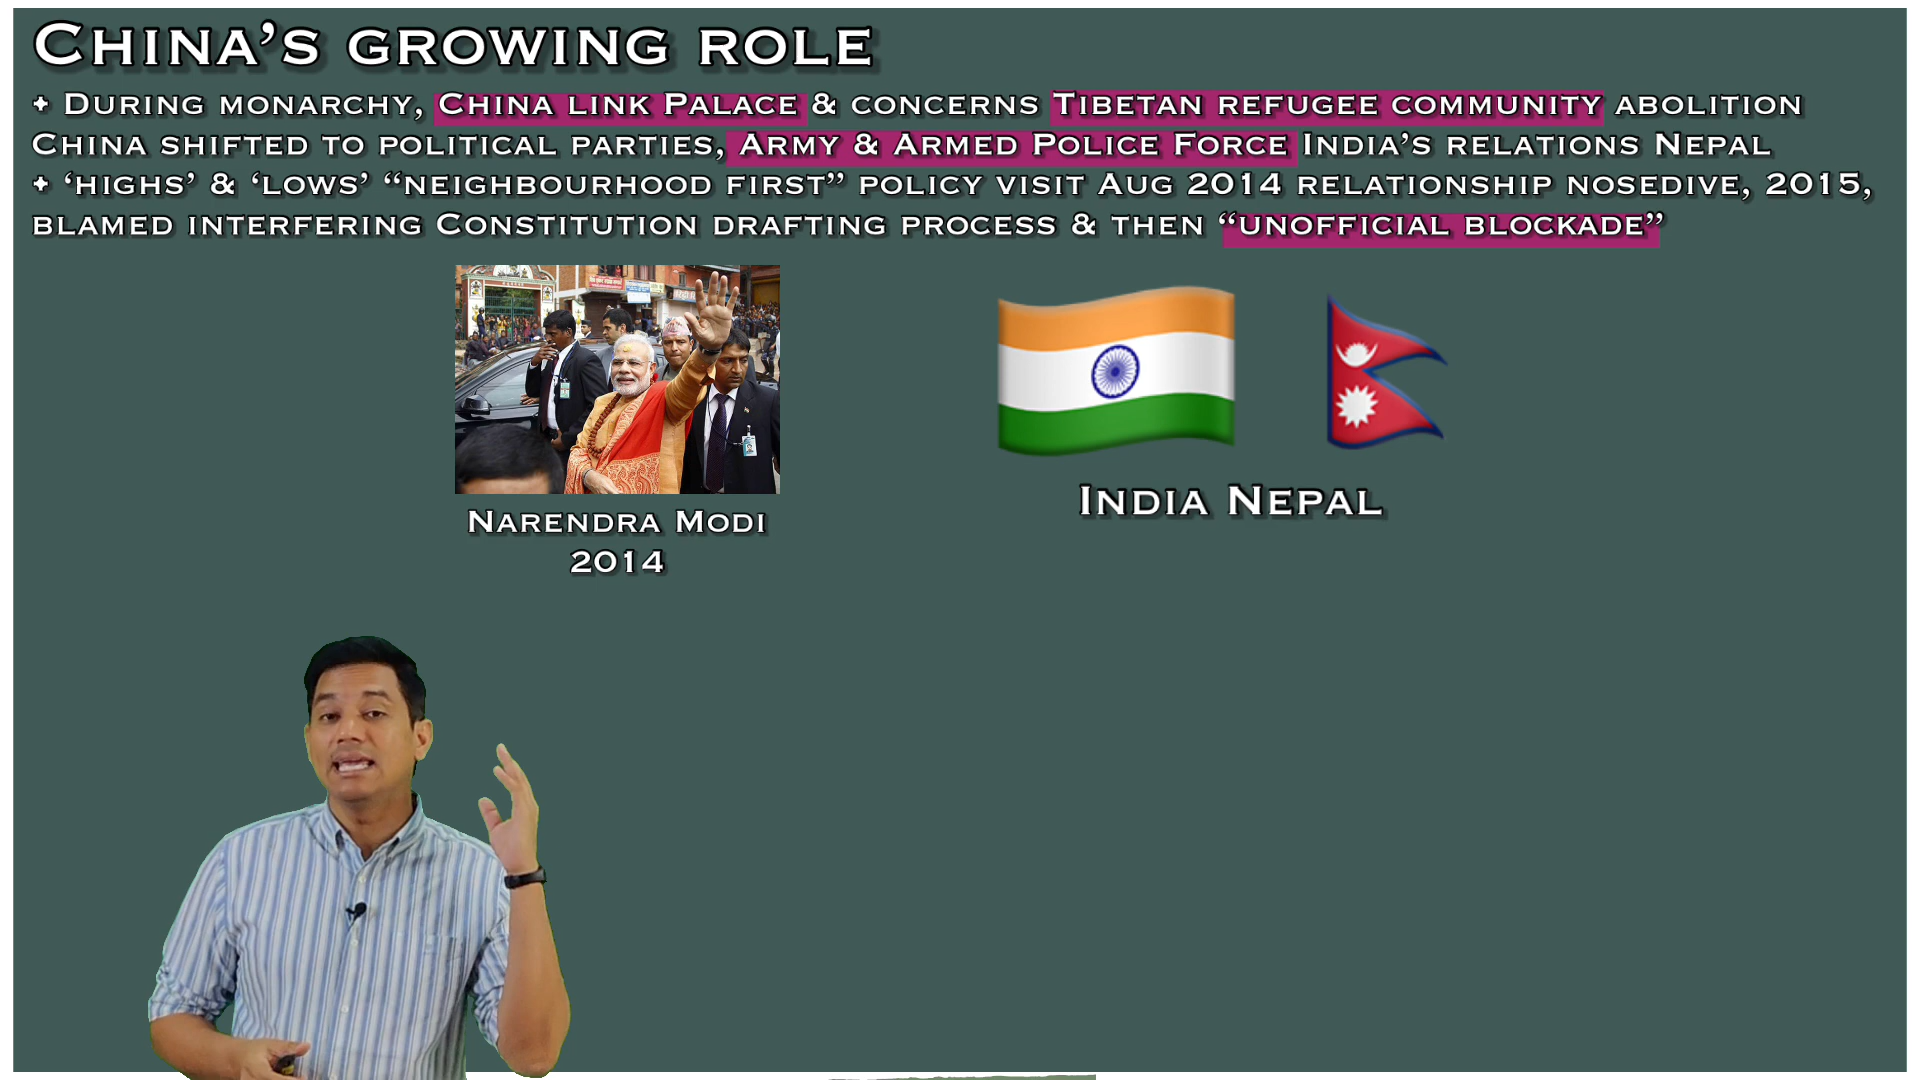 China's growing role
+ During monarchy, China link Palace & concerns Tibetan refugee community abolition
China shifted to political parties, Army & Armed Police Force India's relations Nepal
+ 'highs' & 'lows' "neighbourhood first" policy visit Aug 2014 relationship nosedive, 2015,
blamed interfering Constitution drafting process & then "unofficial blockade"
India Nepal
Narendra Modi
2014